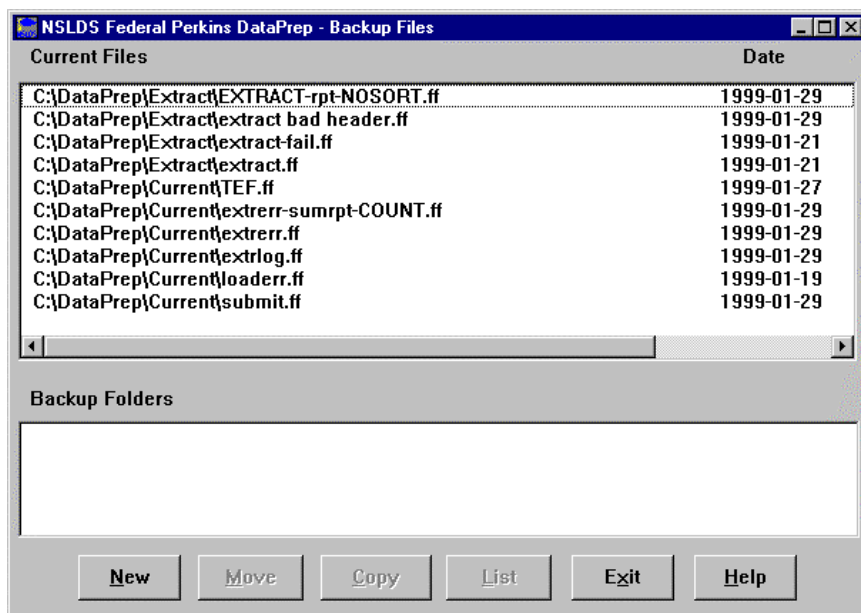 NSLDS Federal Perkins DataPrep - Backup Files
Current Files Date
C:\DataPrep\Extract\EXTRACT-rpt-NOSORT.ff 1999-01-29
C:\DataPrep\Extract\extract bad header.ff 1999-01-29
C:\DataPrep\Extract\extract-fail.ff 1999-01-21
C:\DataPrep\Extract\extract.ff 1999-01-21
C:\DataPrep\Current\TEF.ff 1999-01-27
C:\DataPrep\Current\extrerr-sumrpt-COUNT.ff 1999-01-29
C:\DataPrep\Current\extrerr.ff 1999-01-29
C:\DataPrep\Current\extrlog.ff 1999-01-29
C:\DataPrep\Current\loaderr.ff 1999-01-19
C:\DataPrep\Current\submit.ff 1999-01-29
Backup Folders
New Move Copy List Exit Help